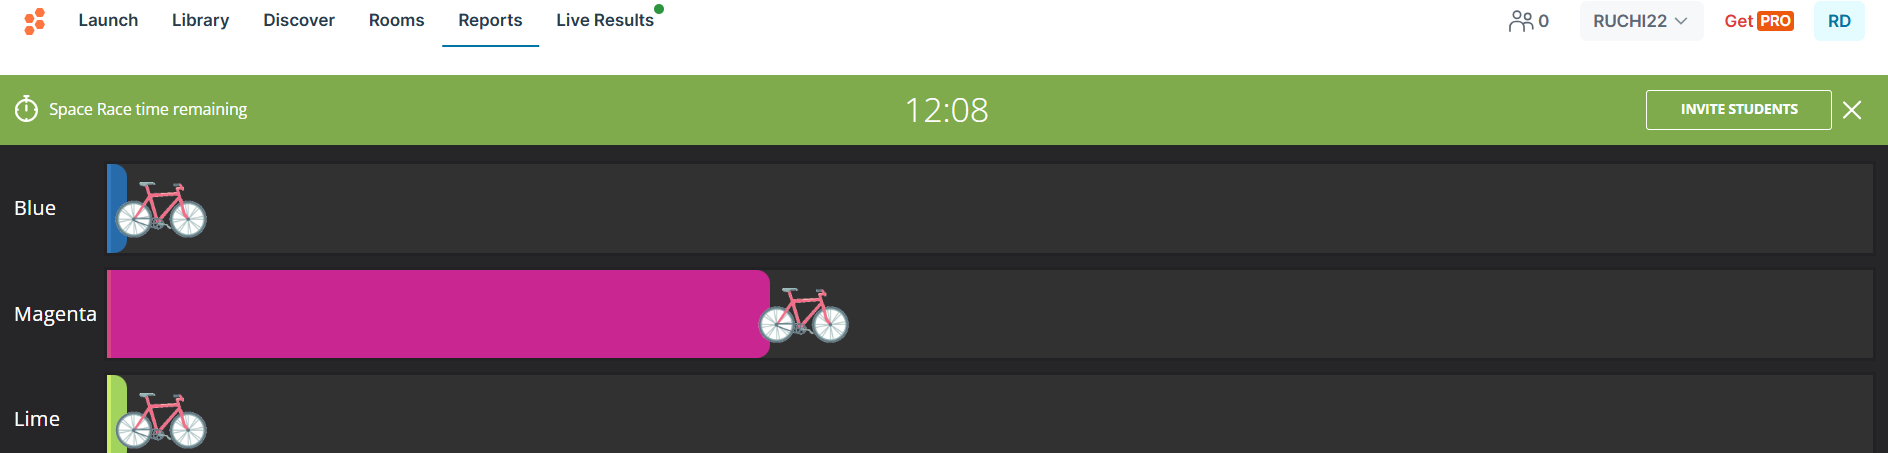 Launch Library Discover Rooms Reports Live Results 0 RUCHI22 Get PRO RD
Space Race time remaining 12:08 INVITE STUDENTS
Blue
Magenta
Lime